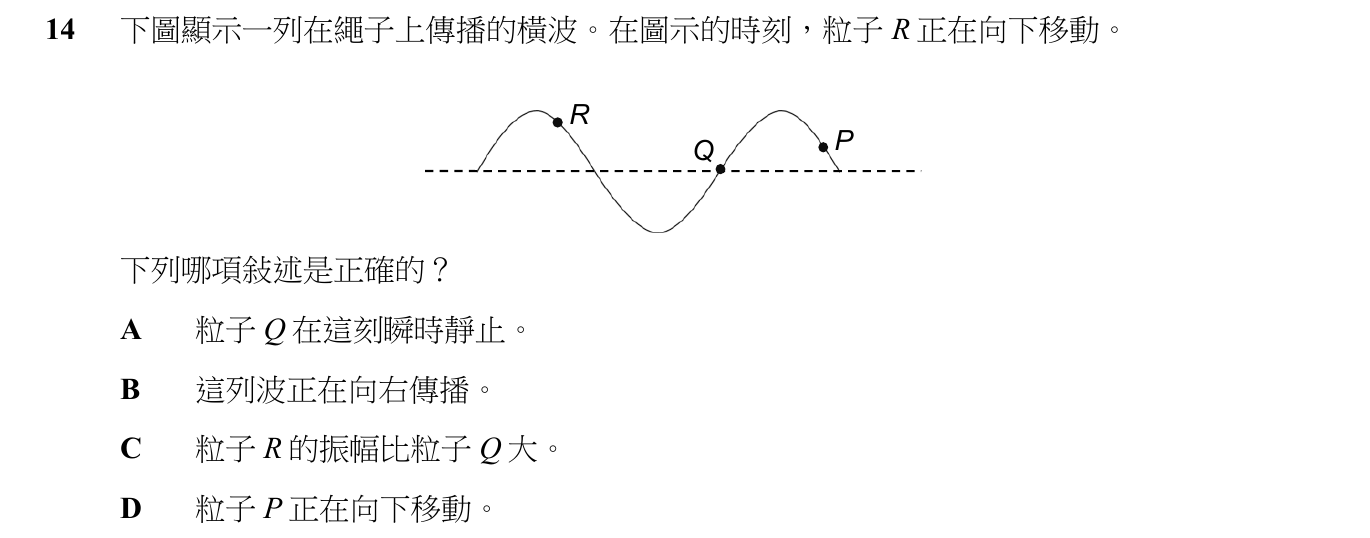 14 下圖顯示一列在繩子上傳播的橫波。在圖示的時刻，粒子 R 正在向下移動。
R
Q
P
下列哪項敍述是正確的？
A 粒子 Q 在這刻瞬時靜止。
B 這列波正在向右傳播。
C 粒子 R 的振幅比粒子 Q 大。
D 粒子 P 正在向下移動。